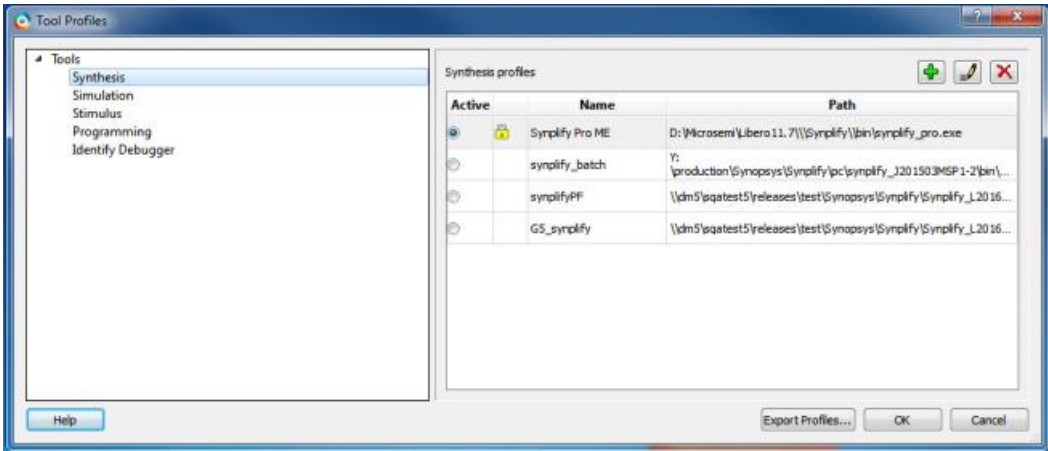 Tool Profiles
Tools
Synthesis
Simulation
Stimulus
Programming
Identify Debugger
Synthesis profiles
Active Name Path
Synplify Pro ME D:\Microsemi\Libero11.7\\\Synplify\\bin\synplify_pro.exe
synplify_batch Y:
\production\Synopsys\Synplify\pc\synplify_J201503MSP1-2\bin\...
synplifyPF \\dm5\sqatest5\releases\test\Synopsys\Synplify\Synplify_L2016...
G5_synplify \\dm5\sqatest5\releases\test\Synopsys\Synplify\Synplify_L2016...
Help Export Profiles... OK Cancel